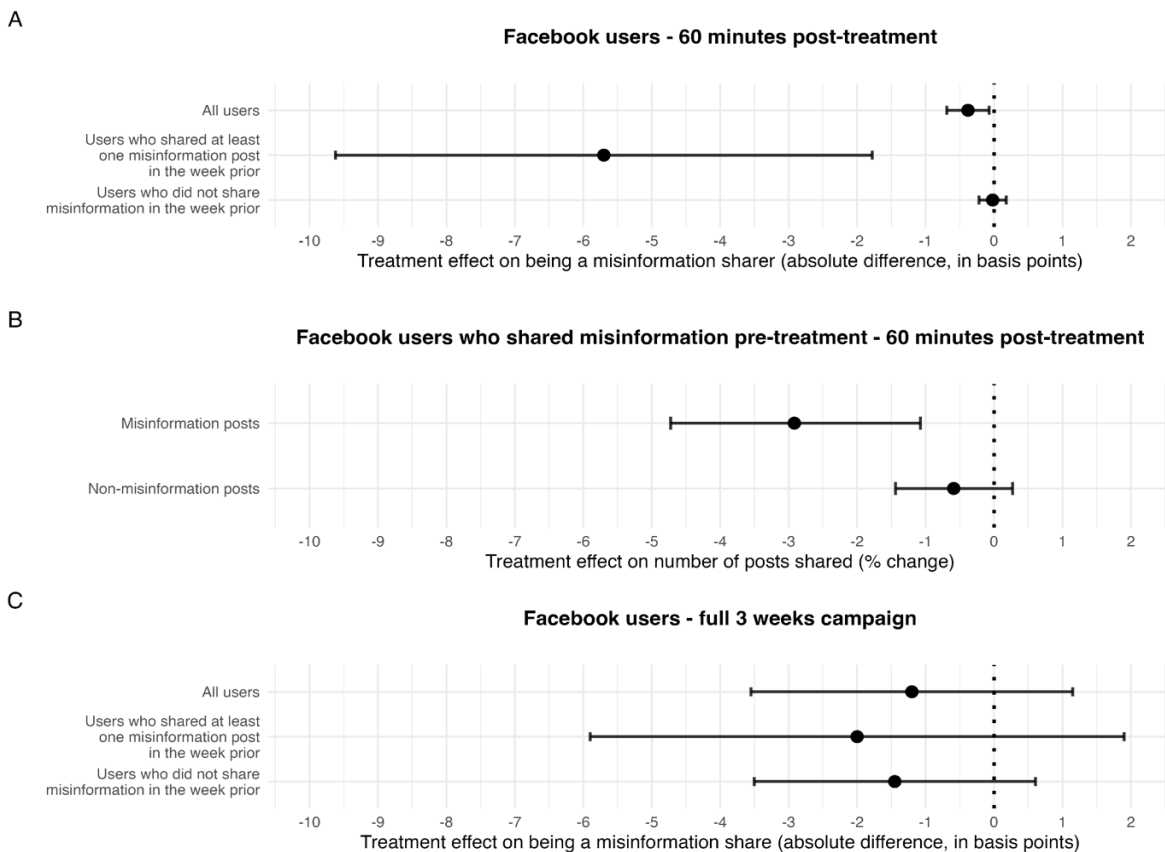 A
Facebook users - 60 minutes post-treatment
All users
Users who shared at least
one misinformation post
in the week prior
Users who did not share
misinformation in the week prior
-10 -9 -8 -7 -6 -5 -4 -3 -2 -1 0 1 2
Treatment effect on being a misinformation sharer (absolute difference, in basis points)
B
Facebook users who shared misinformation pre-treatment - 60 minutes post-treatment
Misinformation posts
Non-misinformation posts
-10 -9 -8 -7 -6 -5 -4 -3 -2 -1 0 1 2
Treatment effect on number of posts shared (% change)
C
Facebook users - full 3 weeks campaign
All users
Users who shared at least
one misinformation post
in the week prior
Users who did not share
misinformation in the week prior
-10 -9 -8 -7 -6 -5 -4 -3 -2 -1 0 1 2
Treatment effect on being a misinformation share (absolute difference, in basis points)